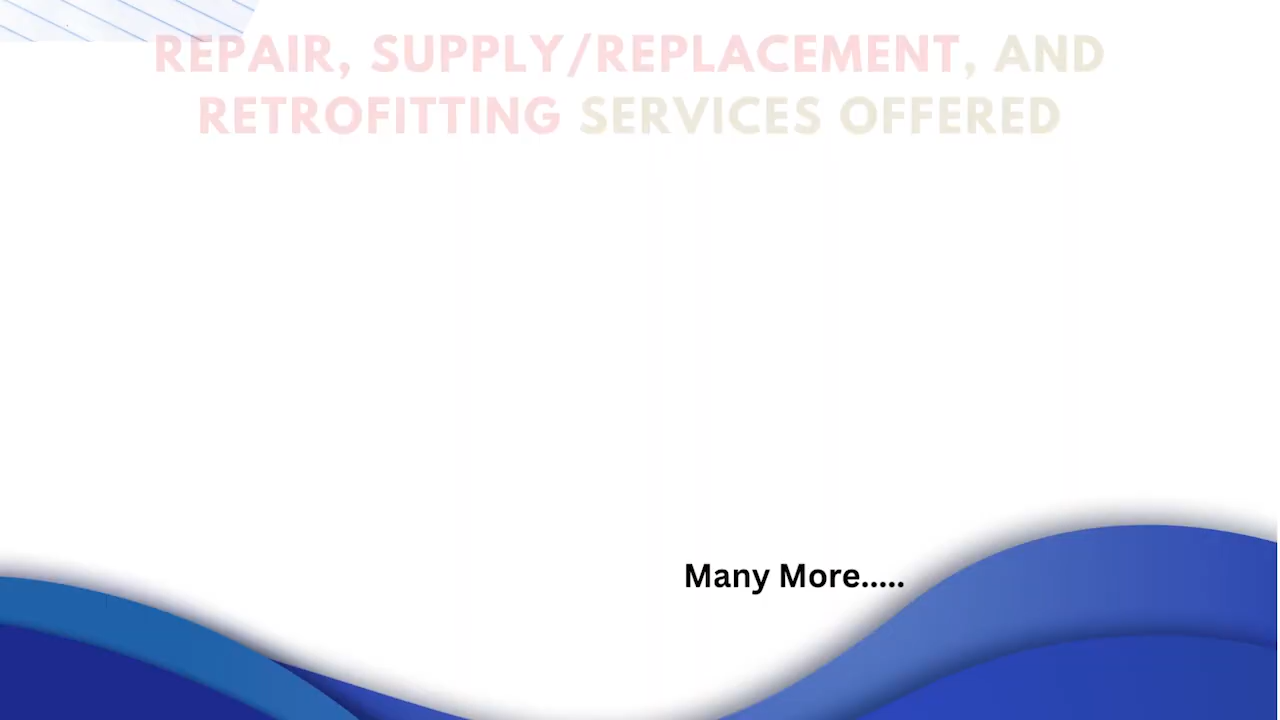 REPAIR, SUPPLY/REPLACEMENT, AND
RETROFITTING SERVICES OFFERED
Many More.....